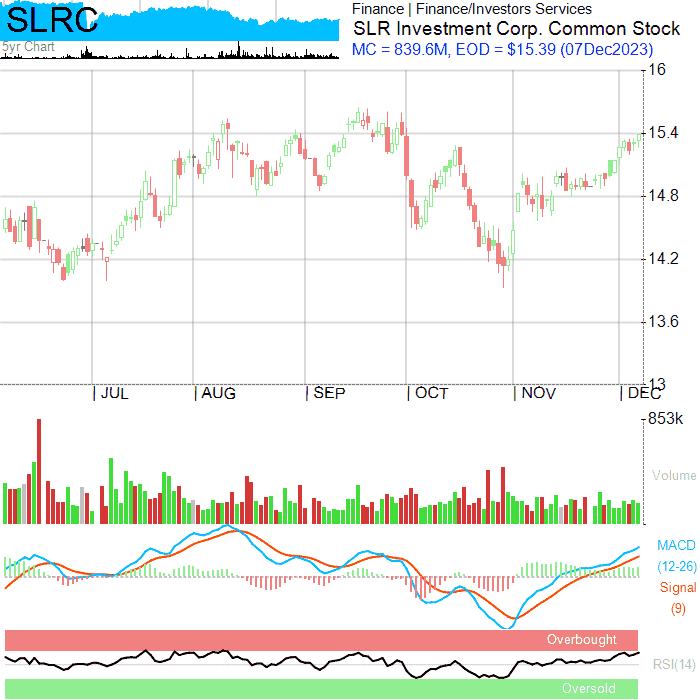 SLRC
5yr Chart
Finance | Finance/Investors Services
SLR Investment Corp. Common Stock
MC = 839.6M, EOD = $15.39 (07Dec2023)
16
15.4
14.8
14.2
13.6
13
JUL AUG SEP OCT NOV DEC
853k
Volume
MACD
(12-26)
Signal
(9)
Overbought
RSI(14)
Oversold